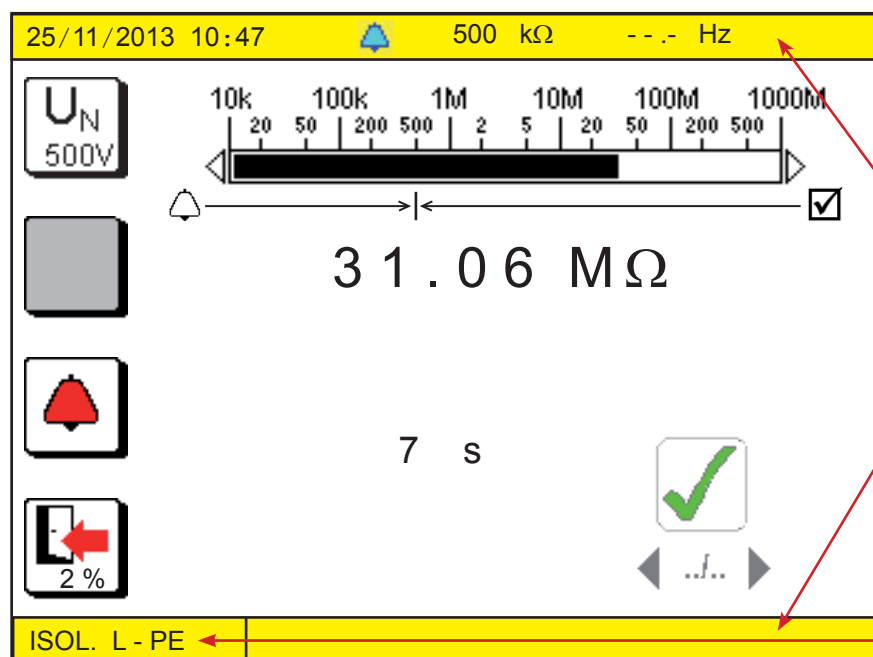 25/11/2013 10:47 500 kΩ - - .- Hz
UN
500V
10k 100k 1M 10M 100M 1000M
20 50 200 500 2 5 20 50 200 500
31.06 MΩ
7 s
../..
2 %
ISOL. L - PE